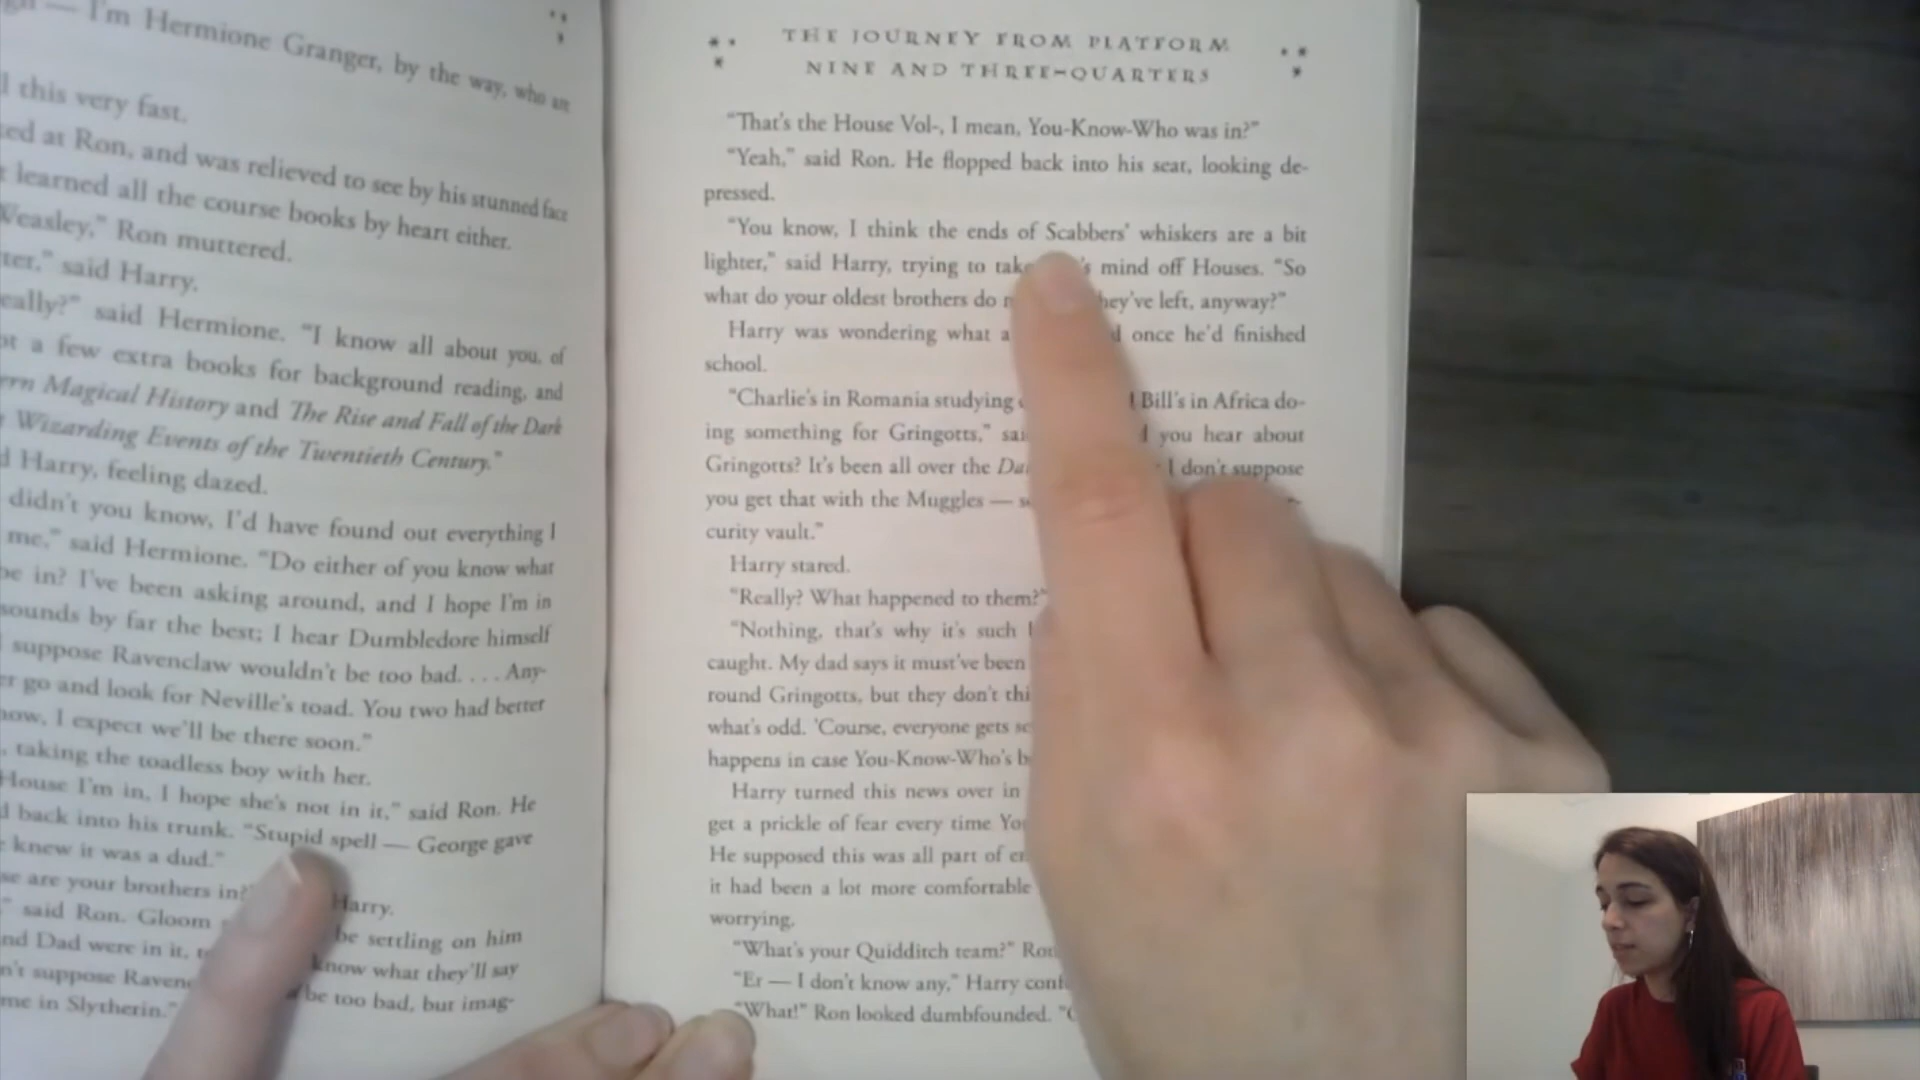 — I'm Hermione Granger, by the way, who are
this very fast.
at Ron, and was relieved to see by his stunned face
learned all the course books by heart either.
Weasley," Ron muttered.
said Harry.
said Hermione. "I know all about you, of
a few extra books for background reading, and
Magical History and The Rise and Fall of the Dark
Wizarding Events of the Twentieth Century."
Harry, feeling dazed.
didn't you know, I'd have found out everything I
me," said Hermione. "Do either of you know what
in? I've been asking around, and I hope I'm in
sounds by far the best; I hear Dumbledore himself
suppose Ravenclaw wouldn't be too bad. . . . Any-
go and look for Neville's toad. You two had better
I expect we'll be there soon."
taking the toadless boy with her.
House I'm in, I hope she's not in it," said Ron. He
back into his trunk. "Stupid spell — George gave
knew it was a dud."
are your brothers in?" Harry.
said Ron. Gloom be settling on him
Dad were in it, know what they'll say
suppose be too bad, but imag-
me in Slytherin."
THE JOURNEY FROM PLATFORM
NINE AND THREE-QUARTERS
"That's the House Vol-, I mean, You-Know-Who was in?"
"Yeah," said Ron. He flopped back into his seat, looking de-
pressed.
"You know, I think the ends of Scabbers' whiskers are a bit
lighter," said Harry, trying to take mind off Houses. "So
what do your oldest brothers do they've left, anyway?"
Harry was wondering what a once he'd finished
school.
"Charlie's in Romania studying Bill's in Africa do-
ing something for Gringotts," you hear about
Gringotts? It's been all over the I don't suppose
you get that with the Muggles —
curity vault."
Harry stared.
"Really? What happened to them?"
"Nothing, that's why it's such
caught. My dad says it must've been
round Gringotts, but they don't
what's odd. 'Course, everyone gets
happens in case You-Know-Who's
Harry turned this news over in
get a prickle of fear every time
He supposed this was all part of
it had been a lot more comfortable
worrying.
"What's your Quidditch team?" Ron
"Er — I don't know any," Harry
"What!" Ron looked dumbfounded.